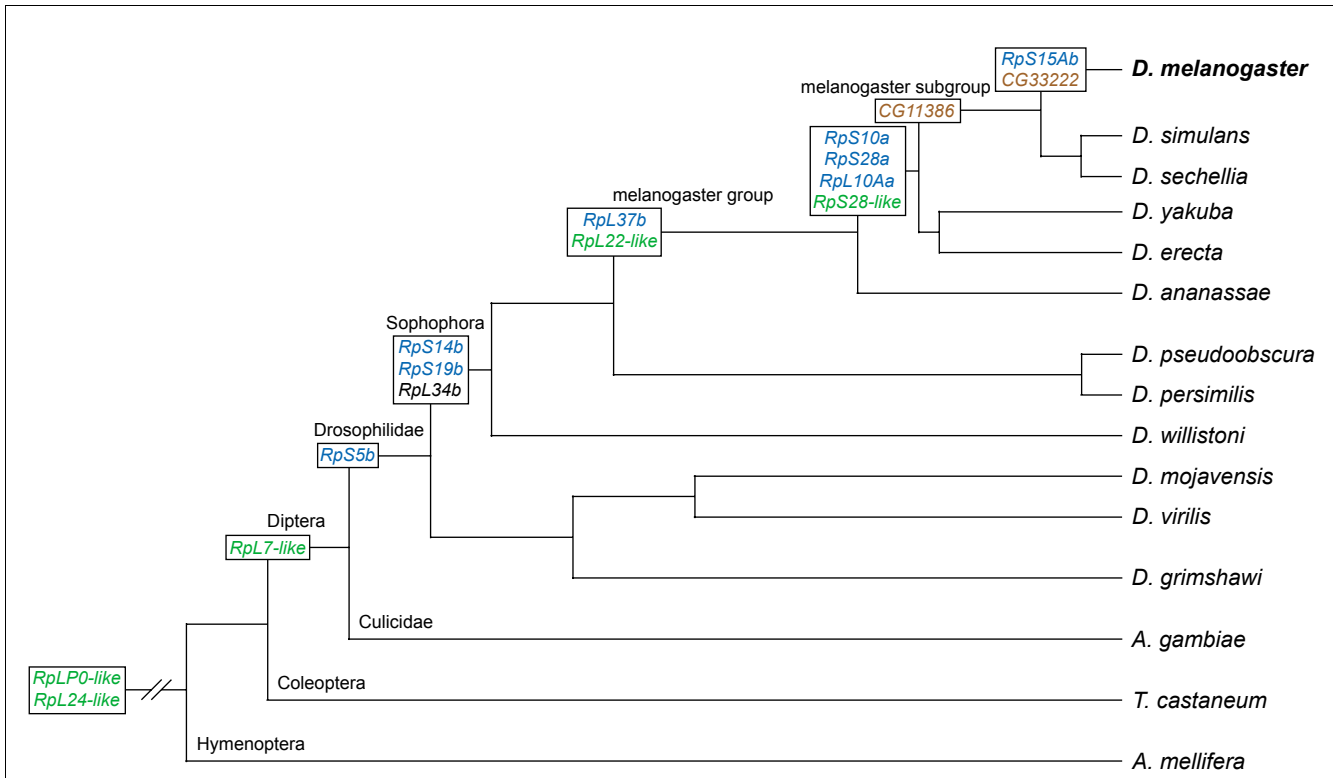 RpS15Ab
CG33222
D. melanogaster
melanogaster subgroup
CG11386
RpS10a
RpS28a
RpL10Aa
RpS28-like
D. simulans
D. sechellia
melanogaster group
RpL37b
RpL22-like
D. yakuba
D. erecta
D. ananassae
Sophophora
RpS14b
RpS19b
RpL34b
D. pseudoobscura
D. persimilis
Drosophilidae
RpS5b
D. willistoni
D. mojavensis
Diptera
RpL7-like
D. virilis
D. grimshawi
Culicidae
A. gambiae
RpLP0-like
RpL24-like
Coleoptera
T. castaneum
Hymenoptera
A. mellifera